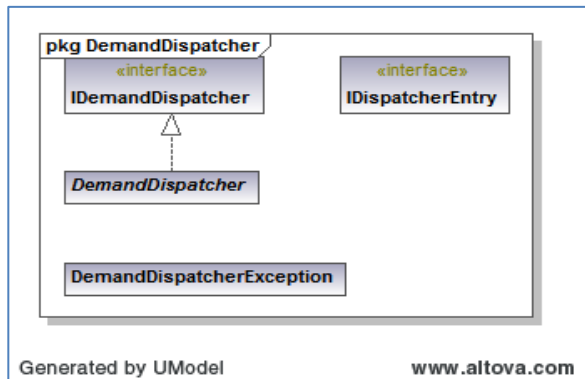 pkg DemandDispatcher
«interface»
IDemandDispatcher
«interface»
IDispatcherEntry
DemandDispatcher
DemandDispatcherException
Generated by UModel
www.altova.com